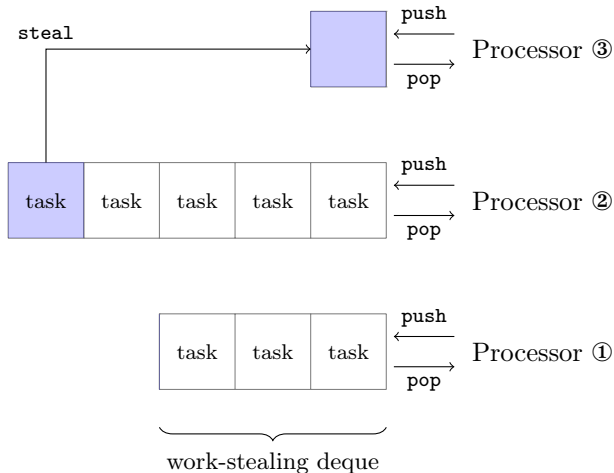 push
steal
Processor ③
pop
push
task task task task task
Processor ②
pop
push
task task task
Processor ①
pop
work-stealing deque